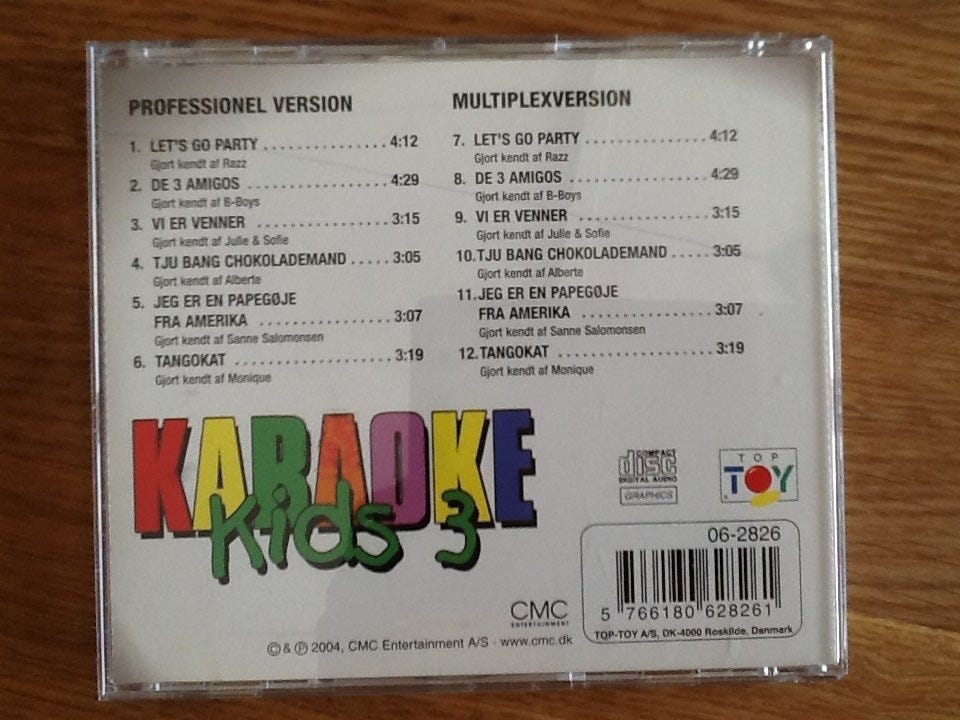 PROFESSIONEL VERSION
1. LET'S GO PARTY ................ 4:12
Gjort kendt af Razz
2. DE 3 AMIGOS .................. 4:29
Gjort kendt af B-Boys
3. VI ER VENNER ................. 3:15
Gjort kendt af Julie & Sofie
4. TJU BANG CHOKOLADEMAND ..... 3:05
Gjort kendt af Alberte
5. JEG ER EN PAPEGØJE
FRA AMERIKA ................. 3:07
Gjort kendt af Sanne Salomonsen
6. TANGOKAT .................... 3:19
Gjort kendt af Monique
MULTIPLEXVERSION
7. LET'S GO PARTY ................ 4:12
Gjort kendt af Razz
8. DE 3 AMIGOS .................. 4:29
Gjort kendt af B-Boys
9. VI ER VENNER ................. 3:15
Gjort kendt af Julie & Sofie
10. TJU BANG CHOKOLADEMAND ..... 3:05
Gjort kendt af Alberte
11. JEG ER EN PAPEGØJE
FRA AMERIKA ................. 3:07
Gjort kendt af Sanne Salomonsen
12. TANGOKAT .................... 3:19
Gjort kendt af Monique
KARAOKE
Kids 3
COMPACT
disc
DIGITAL AUDIO
GRAPHICS
TOP
TOY
06-2826
5 766180 628261
TOP-TOY A/S, DK-4000 Roskilde, Danmark
CMC
ENTERTAINMENT
© & ℗ 2004, CMC Entertainment A/S · www.cmc.dk